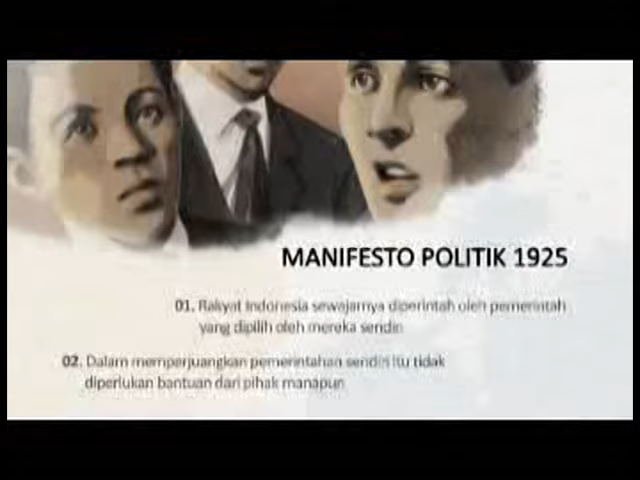 MANIFESTO POLITIK 1925
01. Rakyat Indonesia sewajarnya diperintah oleh pemerintah
yang dipilih oleh mereka sendiri
02. Dalam memperjuangkan pemerintahan sendiri itu tidak
diperlukan bantuan dari pihak manapun